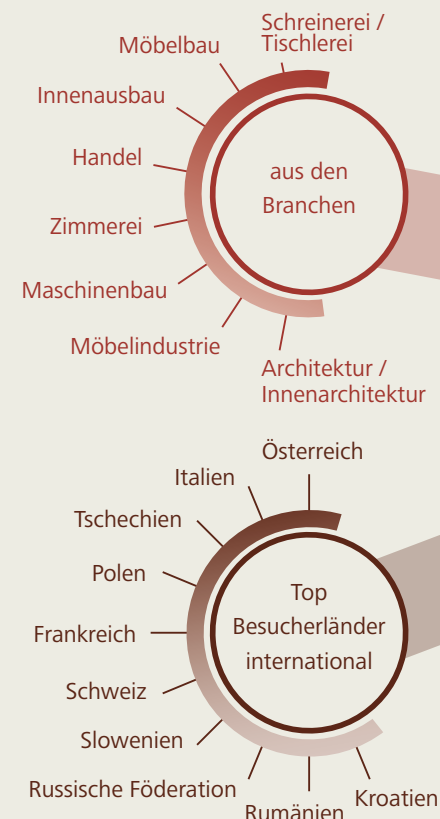 Schreinerei /
Tischlerei
Möbelbau
Innenausbau
Handel
Zimmerei
Maschinenbau
Möbelindustrie
Architektur /
Innenarchitektur
aus den
Branchen
Österreich
Italien
Tschechien
Polen
Frankreich
Schweiz
Slowenien
Russische Föderation
Rumänien
Kroatien
Top
Besucherländer
international